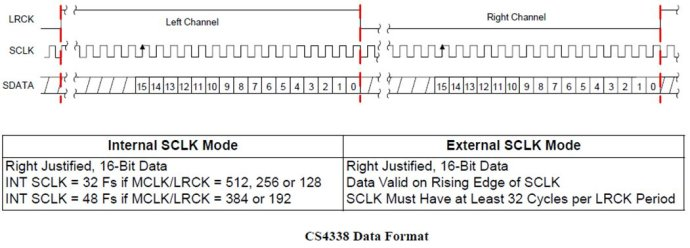 LRCK
Left Channel
Right Channel
SCLK
SDATA
15 14 13 12 11 10 9 8 7 6 5 4 3 2 1 0
15 14 13 12 11 10 9 8 7 6 5 4 3 2 1 0
Internal SCLK Mode
Right Justified, 16-Bit Data
INT SCLK = 32 Fs if MCLK/LRCK = 512, 256 or 128
INT SCLK = 48 Fs if MCLK/LRCK = 384 or 192
External SCLK Mode
Right Justified, 16-Bit Data
Data Valid on Rising Edge of SCLK
SCLK Must Have at Least 32 Cycles per LRCK Period
CS4338 Data Format